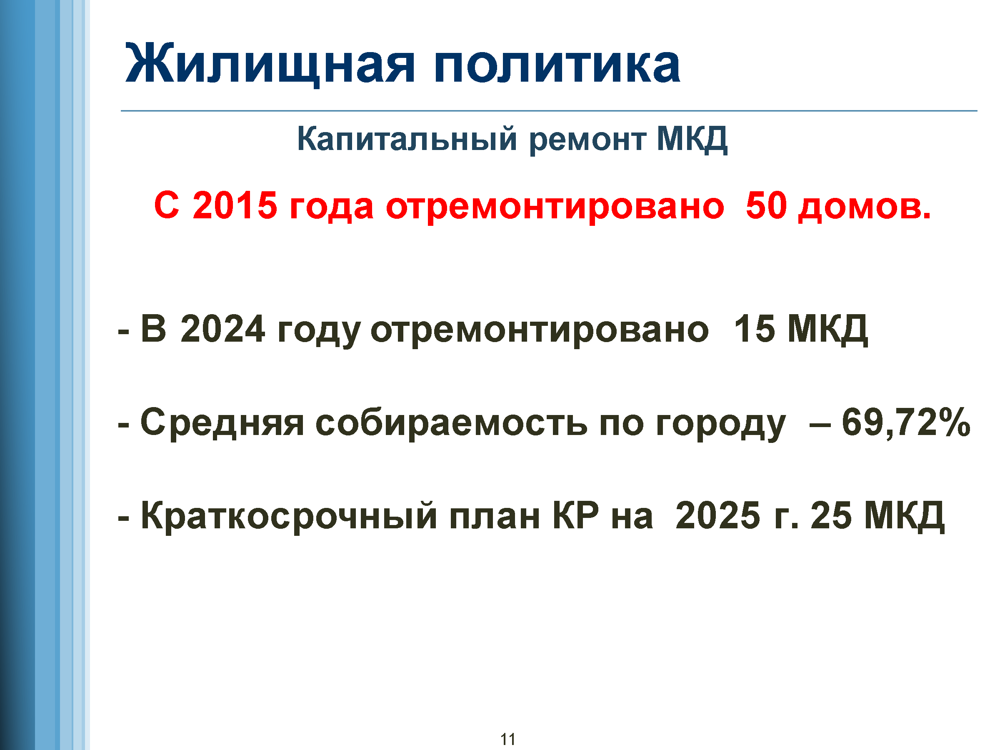 Жилищная политика
Капитальный ремонт МКД
С 2015 года отремонтировано 50 домов.
- В 2024 году отремонтировано 15 МКД
- Средняя собираемость по городу – 69,72%
- Краткосрочный план КР на 2025 г. 25 МКД
11